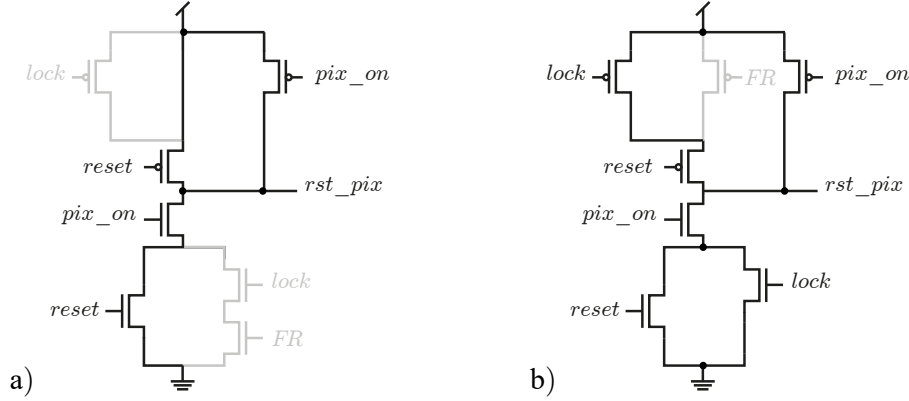 lock
pix_on
reset
rst_pix
pix_on
lock
reset
FR
a)
lock
FR
pix_on
reset
rst_pix
pix_on
lock
reset
b)